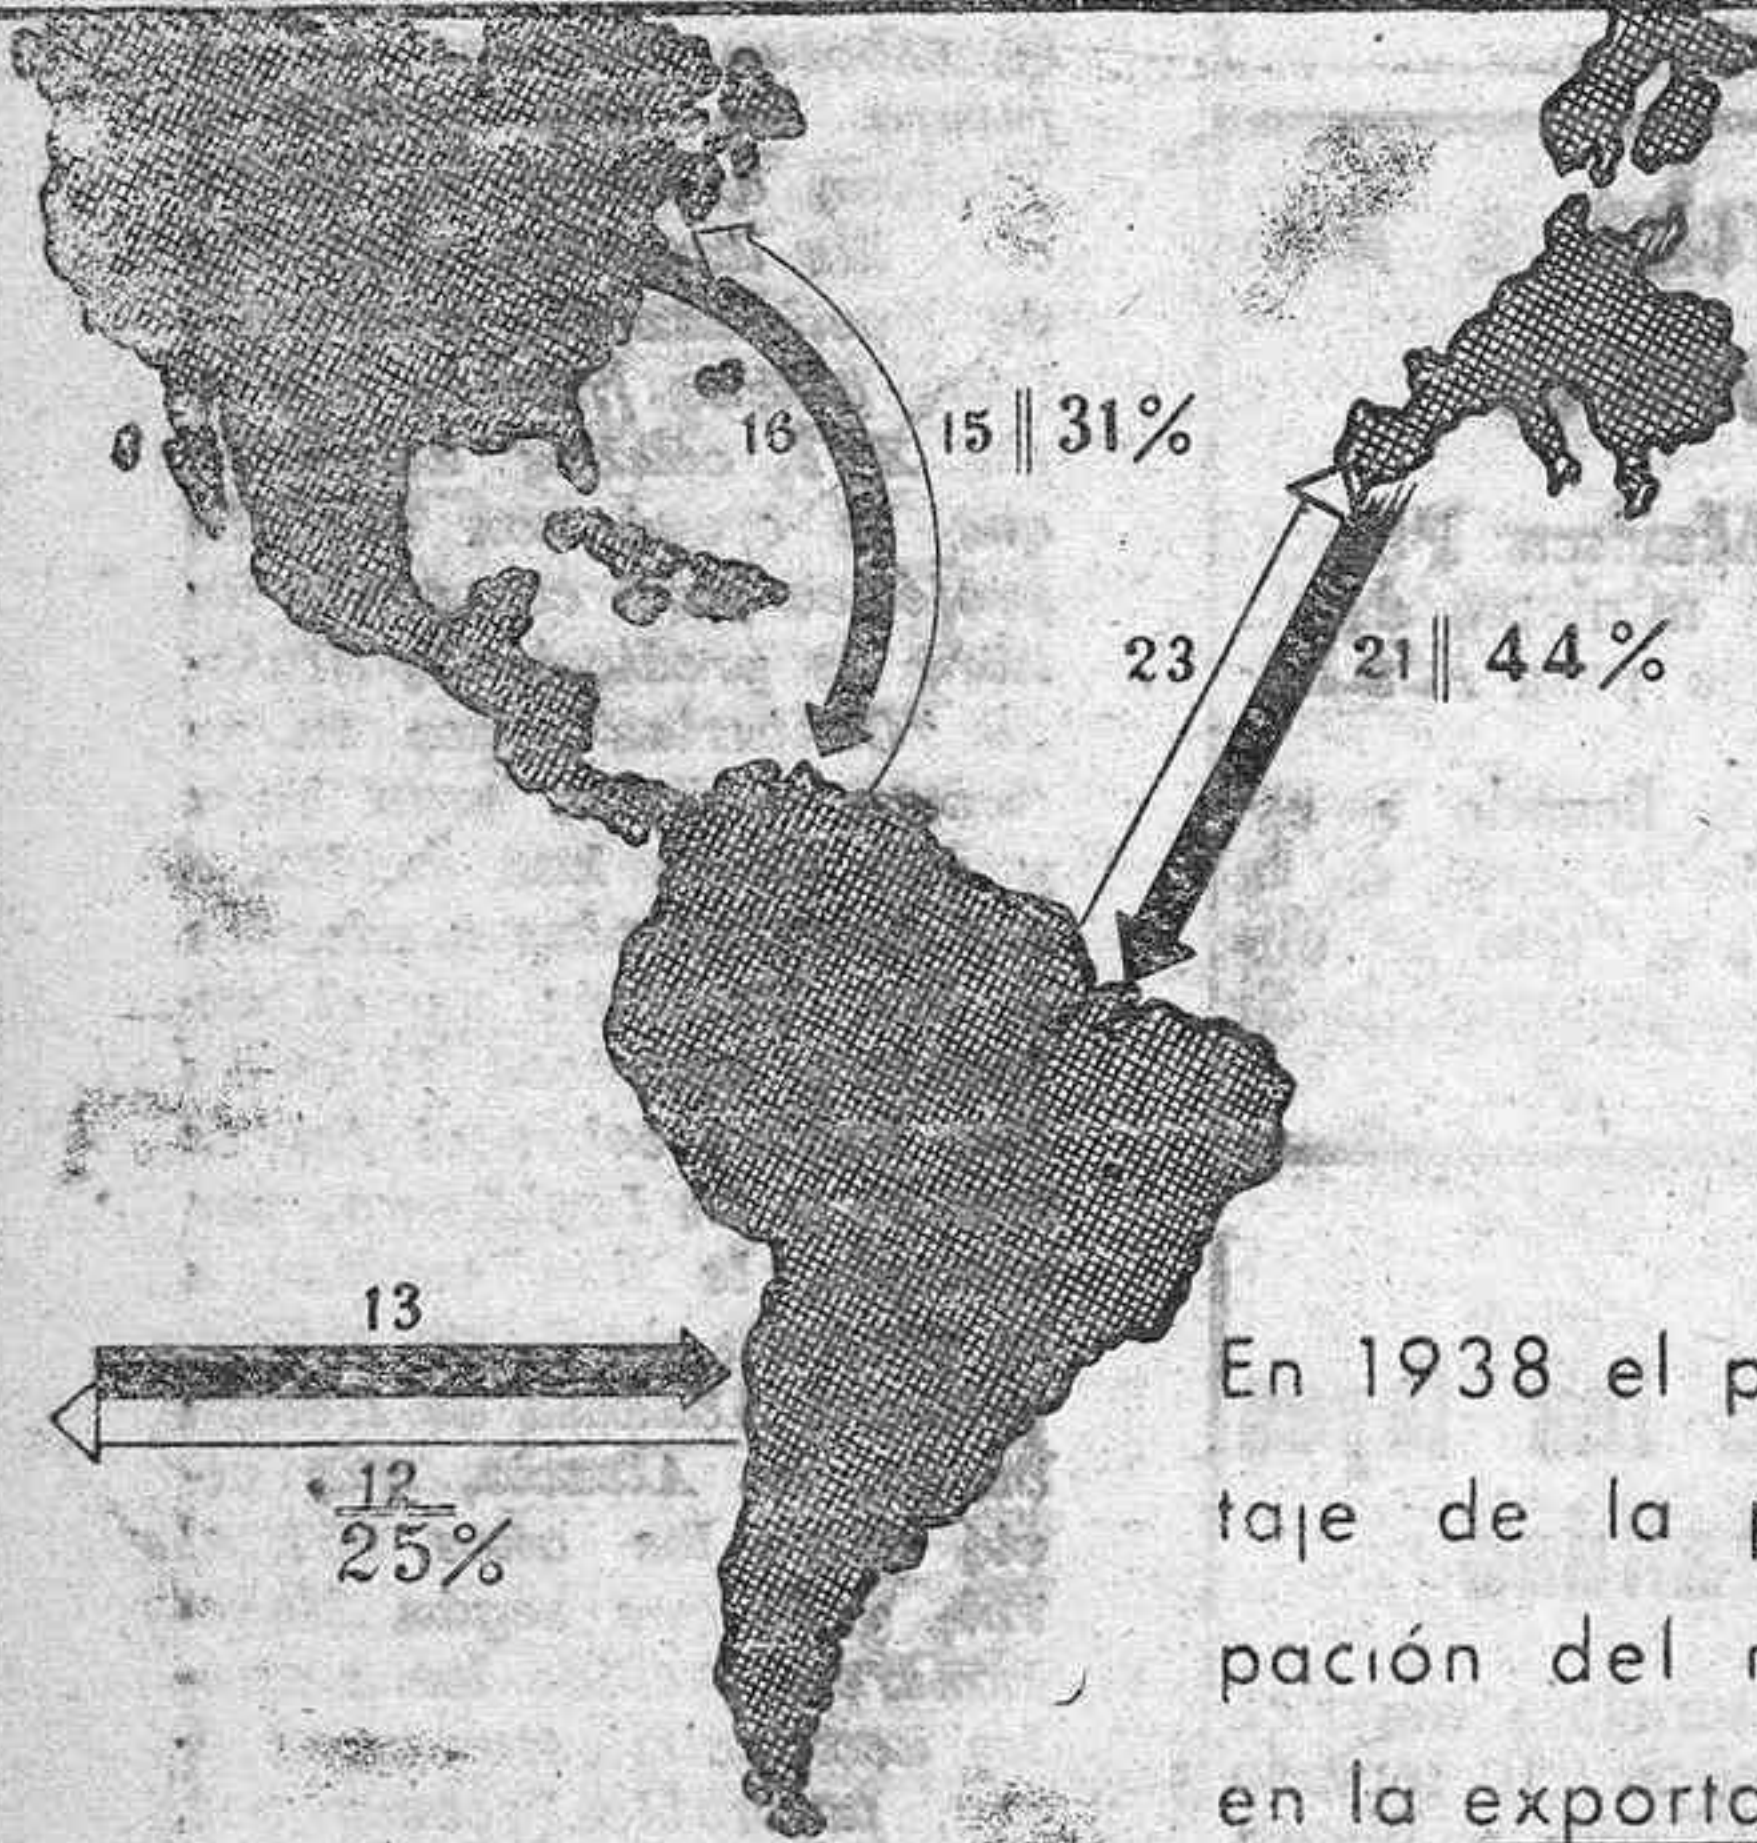 16
15 || 31%
23
21 || 44%
13
12
25%
En 1938 el p
taje de la p
pación del
en la exporta